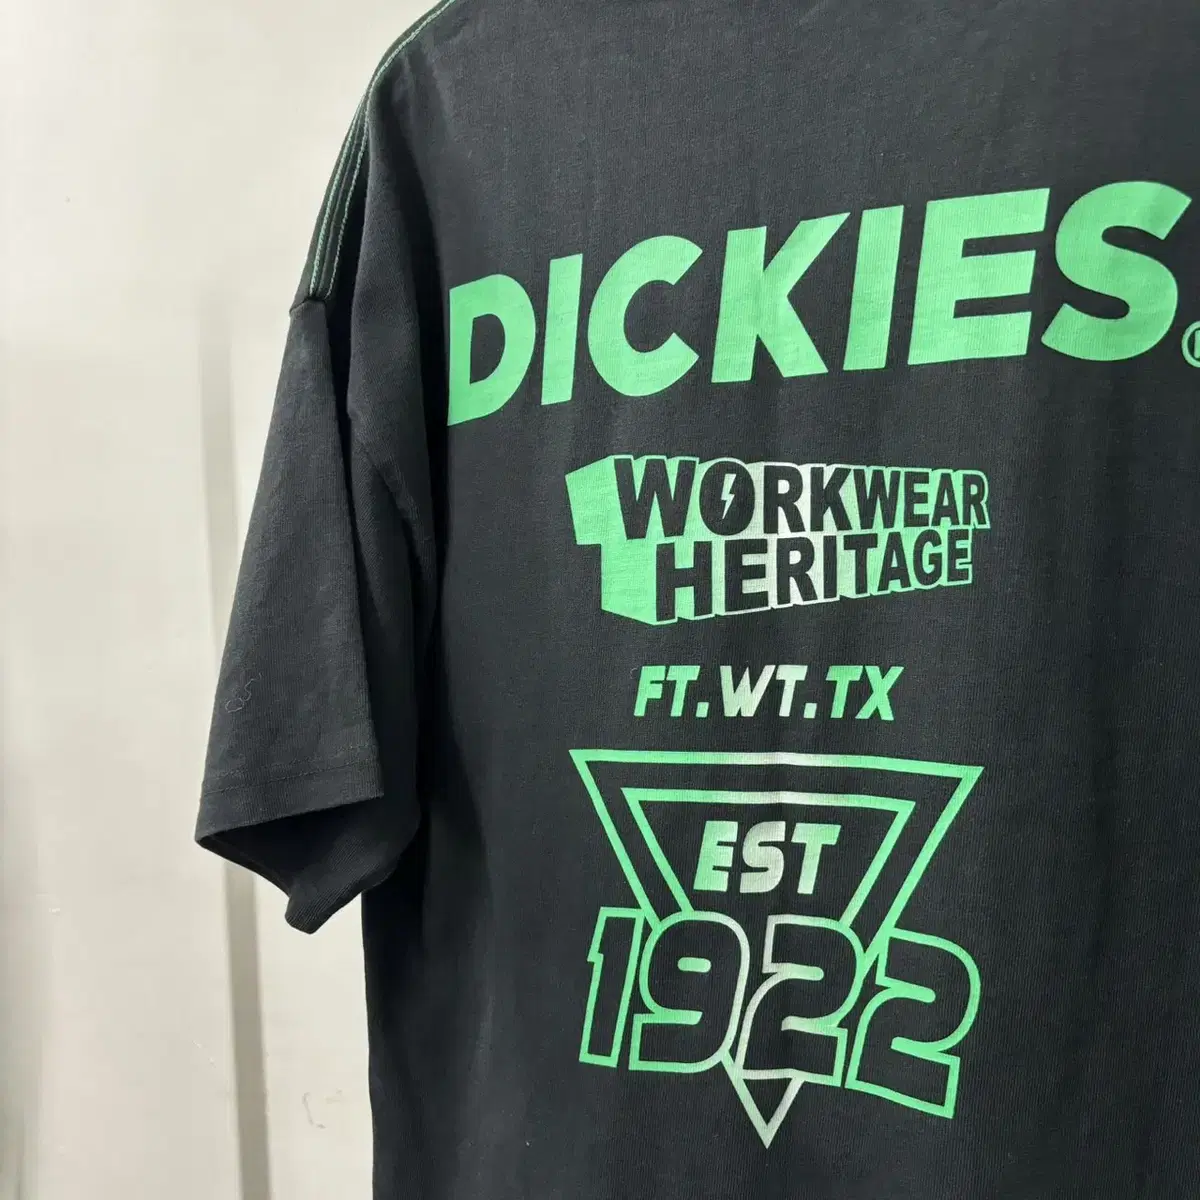 DICKIES®
WORKWEAR
HERITAGE
FT.WT.TX
EST
1922